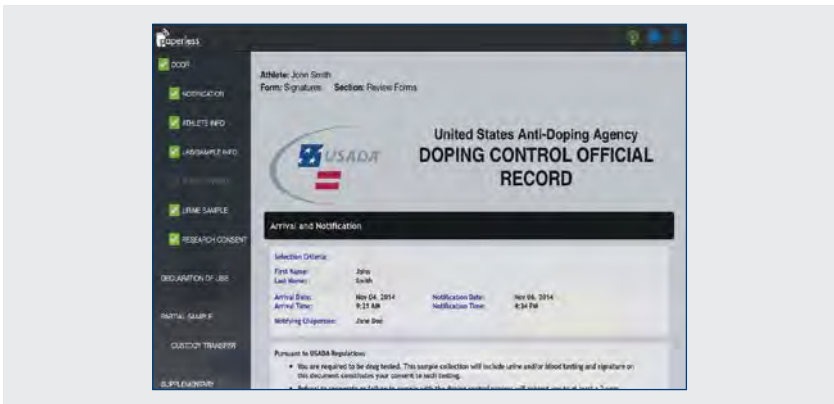 paperless
DOOR
NOTIFICATION
ATHLETE INFO
LAB/SAMPLE INFO
URINE SAMPLE
RESEARCH CONSENT
DECLARATION OF USE
PARTIAL SAMPLE
CUSTODY TRANSFER
SUPPLEMENTARY
Athlete: John Smith
Form: Signatures Section: Review Forms
USADA
United States Anti-Doping Agency
DOPING CONTROL OFFICIAL
RECORD
Arrival and Notification
Selection Criteria:
First Name: John
Last Name: Smith
Arrival Date: Nov 04, 2014 Notification Date: Nov 06, 2014
Arrival Time: 9:21 AM Notification Time: 4:34 PM
Notifying Chaperone: Jane Doe
Pursuant to USADA Regulations
• You are required to be drug tested. This sample collection will include urine and/or blood testing and signature on
this document constitutes your consent to such testing.